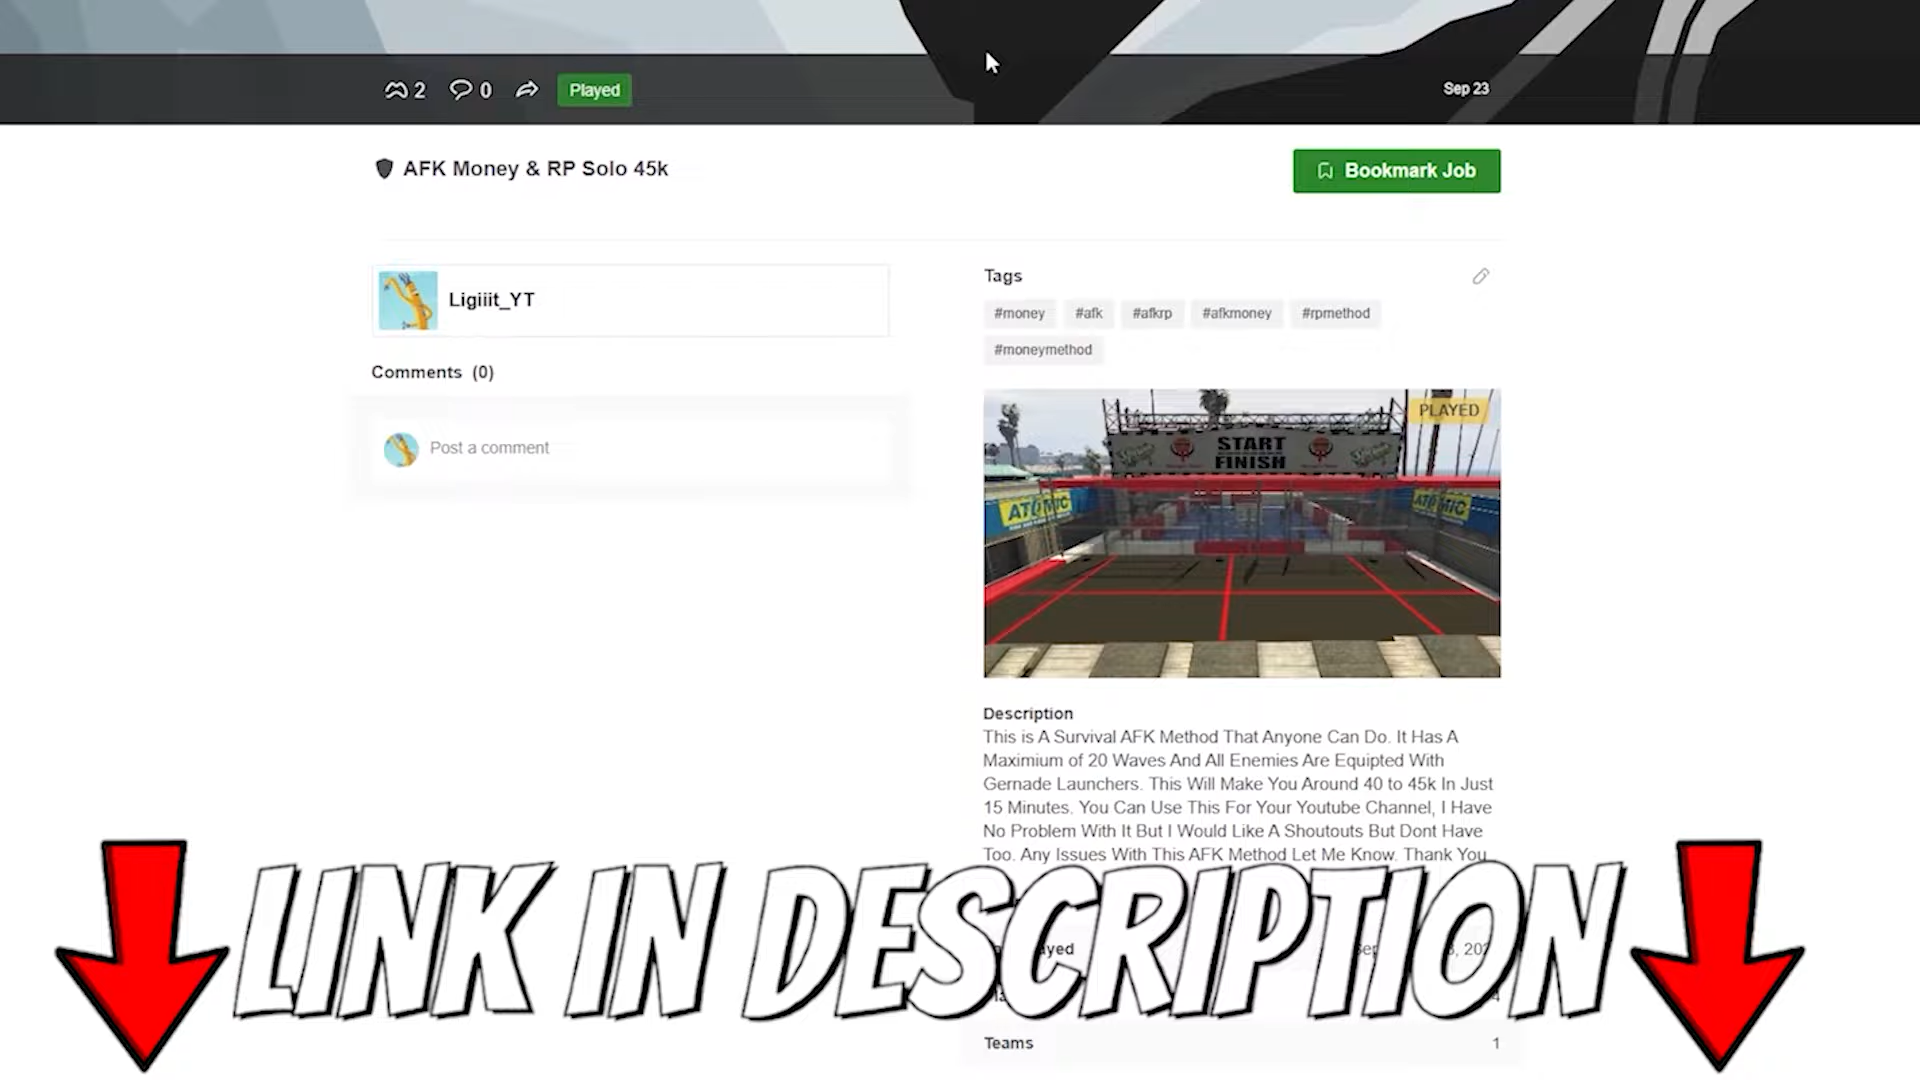 2 0 Played Sep 23
AFK Money & RP Solo 45k
Bookmark Job
Ligiiit_YT
Comments (0)
Post a comment
Tags
#money #afk #afkrp #afkmoney #rpmethod
#moneymethod
PLAYED
START
FINISH
ATOMIC
ATOMIC
Description
This is A Survival AFK Method That Anyone Can Do. It Has A
Maximium of 20 Waves And All Enemies Are Equipted With
Gernade Launchers. This Will Make You Around 40 to 45k In Just
15 Minutes. You Can Use This For Your Youtube Channel, I Have
No Problem With It But I Would Like A Shoutouts But Dont Have
Too. Any Issues With This AFK Method Let Me Know. Thank You
LINK IN DESCRIPTION
Teams 1